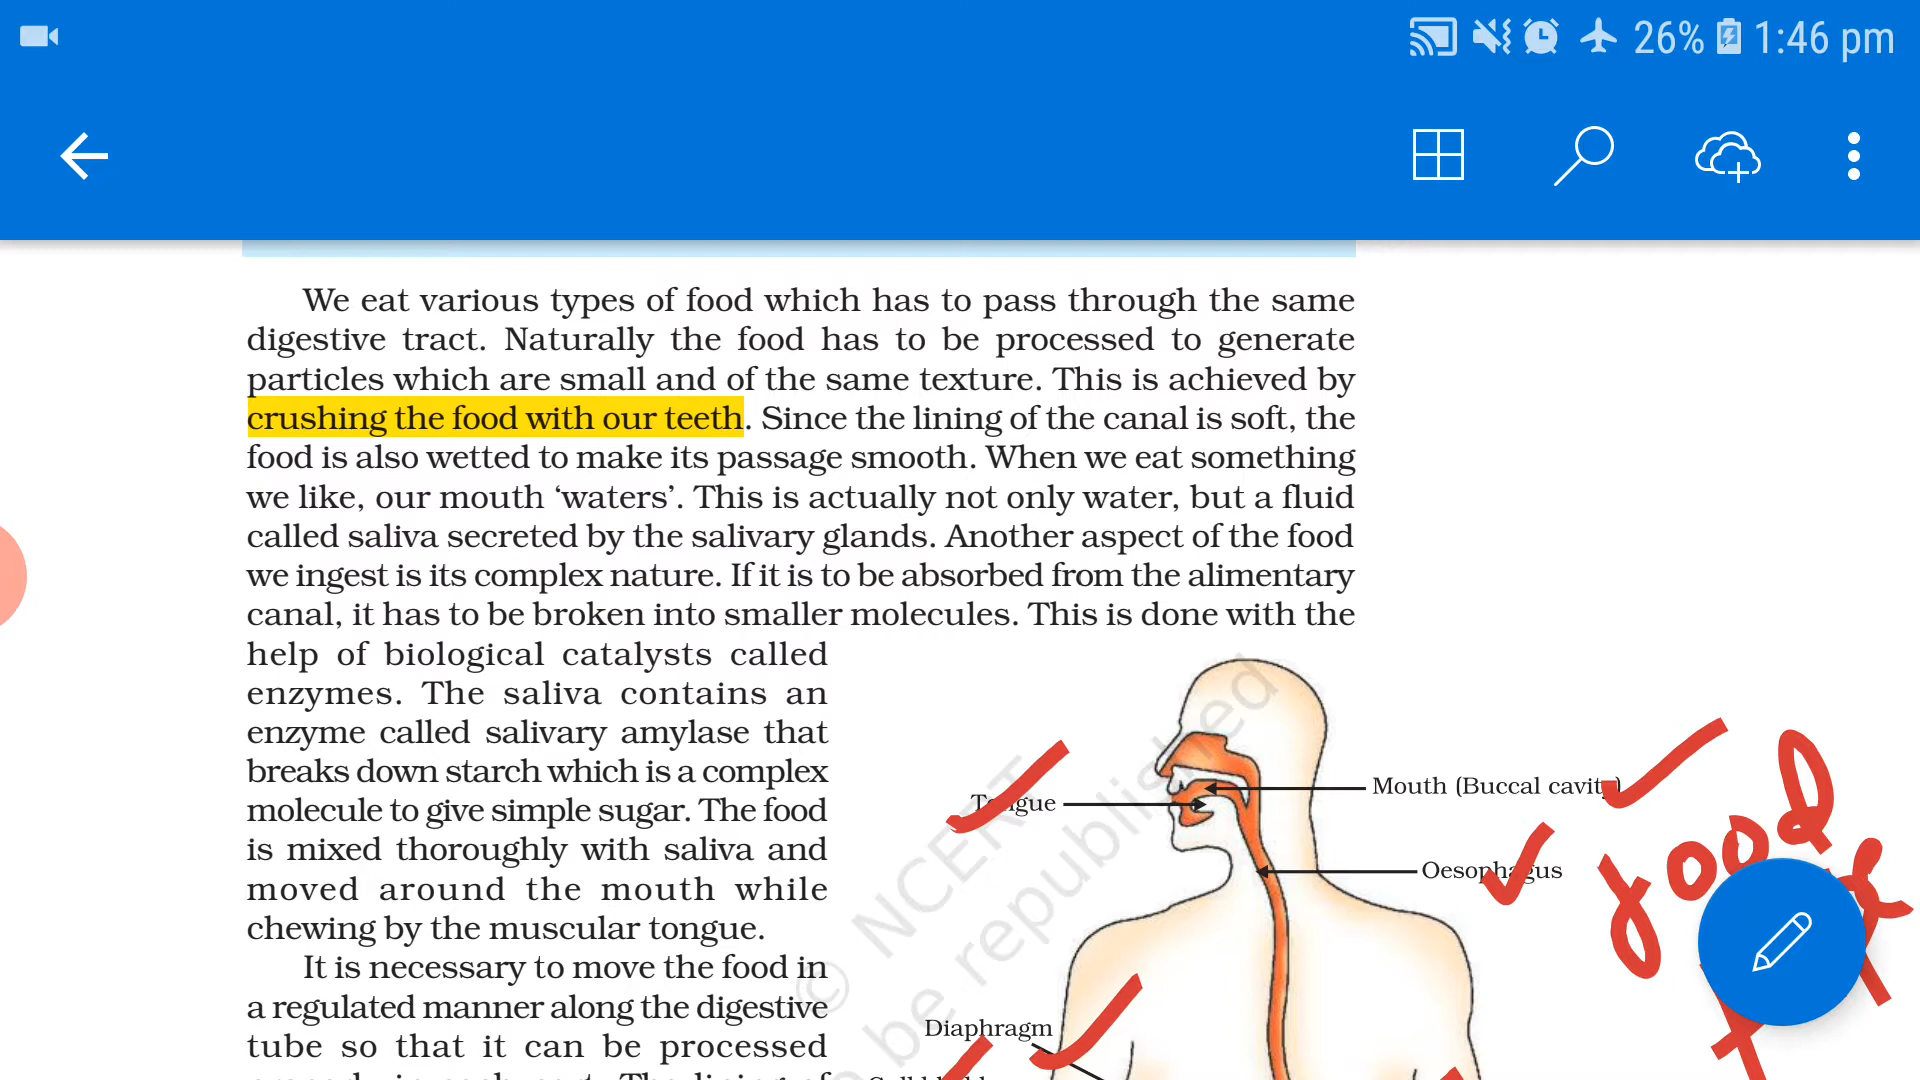 26% 1:46 pm
We eat various types of food which has to pass through the same
digestive tract. Naturally the food has to be processed to generate
particles which are small and of the same texture. This is achieved by
crushing the food with our teeth. Since the lining of the canal is soft, the
food is also wetted to make its passage smooth. When we eat something
we like, our mouth ‘waters’. This is actually not only water, but a fluid
called saliva secreted by the salivary glands. Another aspect of the food
we ingest is its complex nature. If it is to be absorbed from the alimentary
canal, it has to be broken into smaller molecules. This is done with the
help of biological catalysts called
enzymes. The saliva contains an
enzyme called salivary amylase that
breaks down starch which is a complex
molecule to give simple sugar. The food
is mixed thoroughly with saliva and
moved around the mouth while
chewing by the muscular tongue.
It is necessary to move the food in
a regulated manner along the digestive
tube so that it can be processed
Tongue
Mouth (Buccal cavity)
Oesophagus
Diaphragm
food
© NCERT
be republished